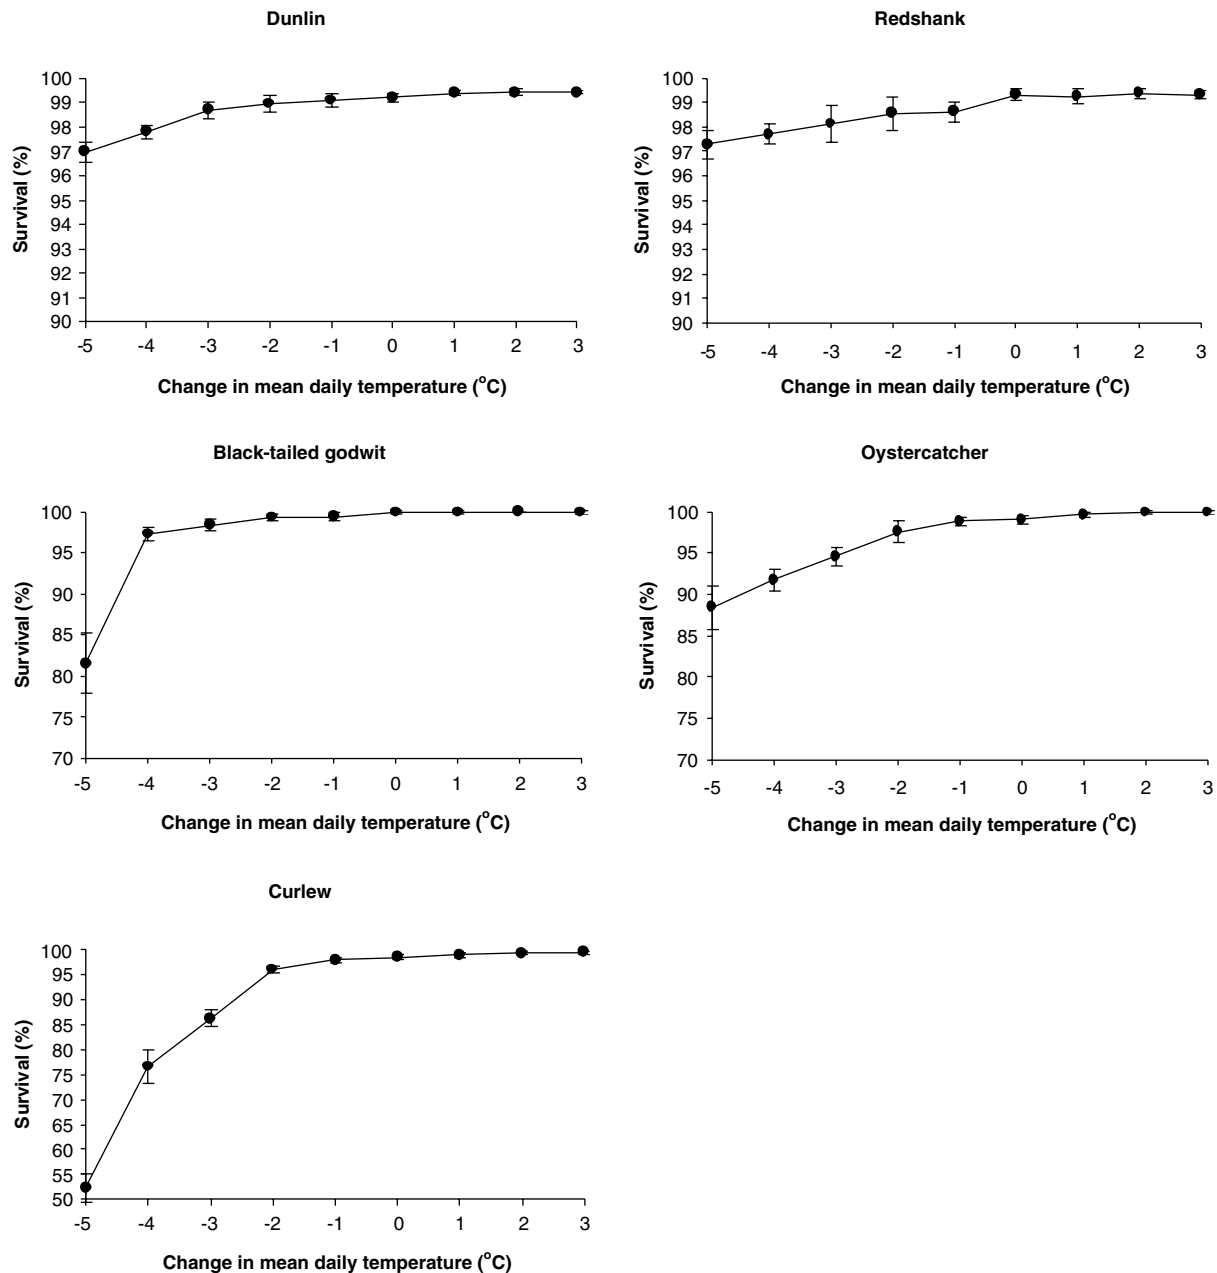 Dunlin
Survival (%)
100
99
98
97
96
95
94
93
92
91
90
-5 -4 -3 -2 -1 0 1 2 3
Change in mean daily temperature (°C)
Redshank
Survival (%)
100
99
98
97
96
95
94
93
92
91
90
-5 -4 -3 -2 -1 0 1 2 3
Change in mean daily temperature (°C)
Black-tailed godwit
Survival (%)
100
95
90
85
80
75
70
-5 -4 -3 -2 -1 0 1 2 3
Change in mean daily temperature (°C)
Oystercatcher
Survival (%)
100
95
90
85
80
75
70
-5 -4 -3 -2 -1 0 1 2 3
Change in mean daily temperature (°C)
Curlew
Survival (%)
100
95
90
85
80
75
70
65
60
55
50
-5 -4 -3 -2 -1 0 1 2 3
Change in mean daily temperature (°C)